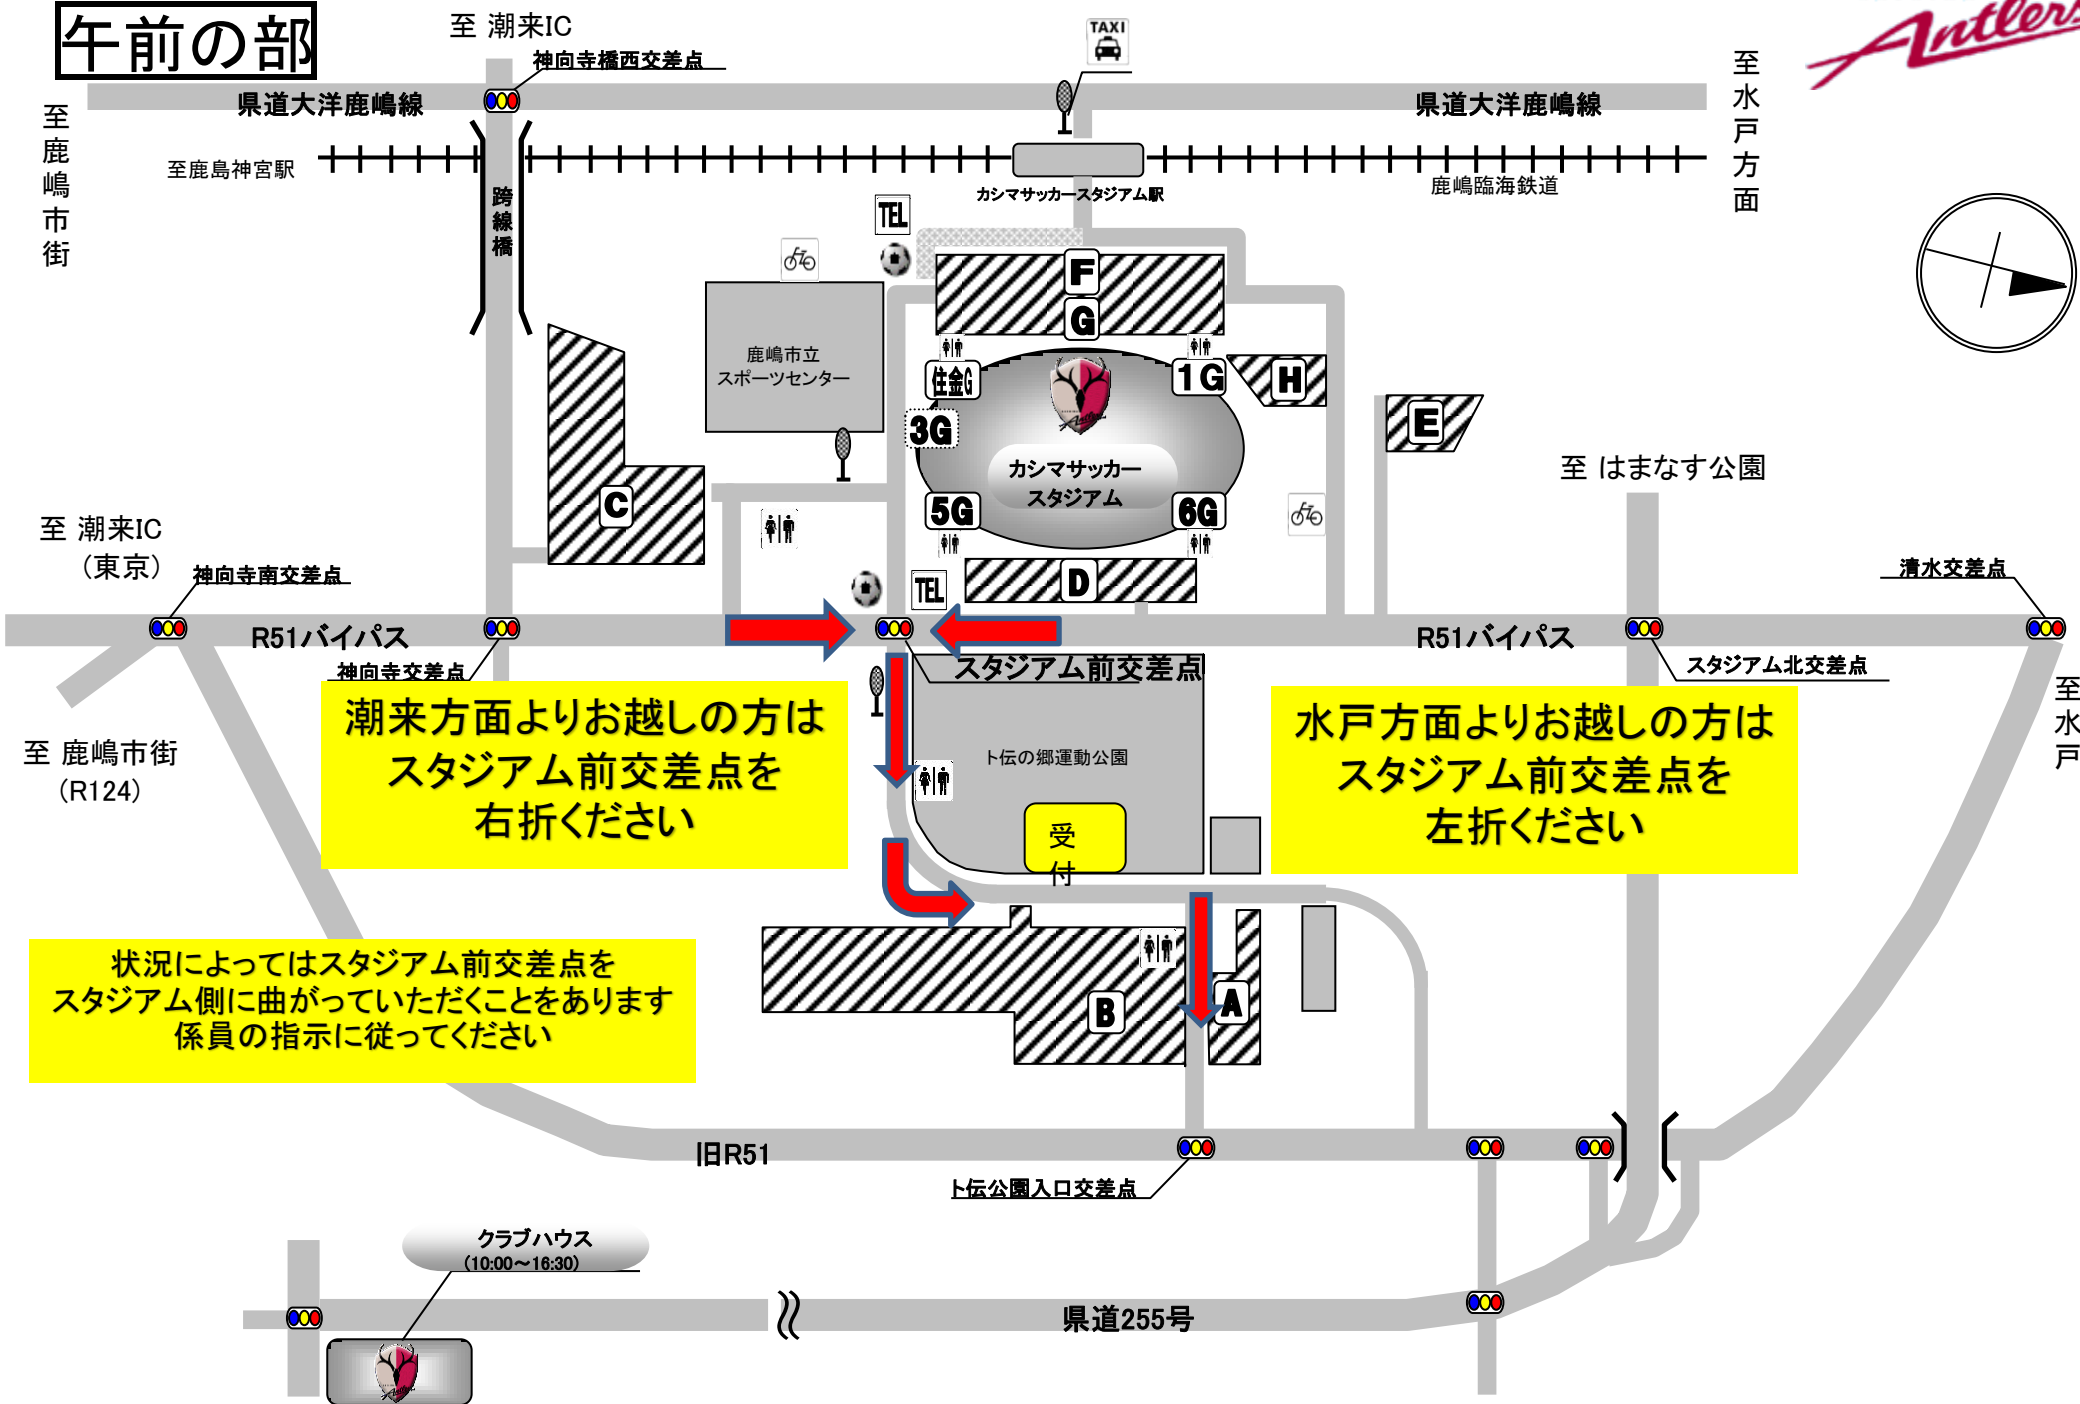 午前の部
至 潮来IC
神向寺橋西交差点
TAXI
Antlers
県道大洋鹿嶋線
県道大洋鹿嶋線
至鹿嶋市街
至水戸方面
至鹿島神宮駅
跨線橋
カシマサッカースタジアム駅
鹿嶋臨海鉄道
TEL
F
G
鹿嶋市立
スポーツセンター
住金G
1G
H
3G
E
カシマサッカー
スタジアム
至 はまなす公園
C
5G
6G
至 潮来IC
(東京)
神向寺南交差点
TEL
D
清水交差点
R51バイパス
R51バイパス
神向寺交差点
スタジアム前交差点
スタジアム北交差点
至水戸
潮来方面よりお越しの方は
スタジアム前交差点を
右折ください
水戸方面よりお越しの方は
スタジアム前交差点を
左折ください
至 鹿嶋市街
(R124)
ト伝の郷運動公園
受
付
状況によってはスタジアム前交差点を
スタジアム側に曲がっていただくことをあります
係員の指示に従ってください
B
A
旧R51
ト伝公園入口交差点
クラブハウス
(10:00～16:30)
県道255号